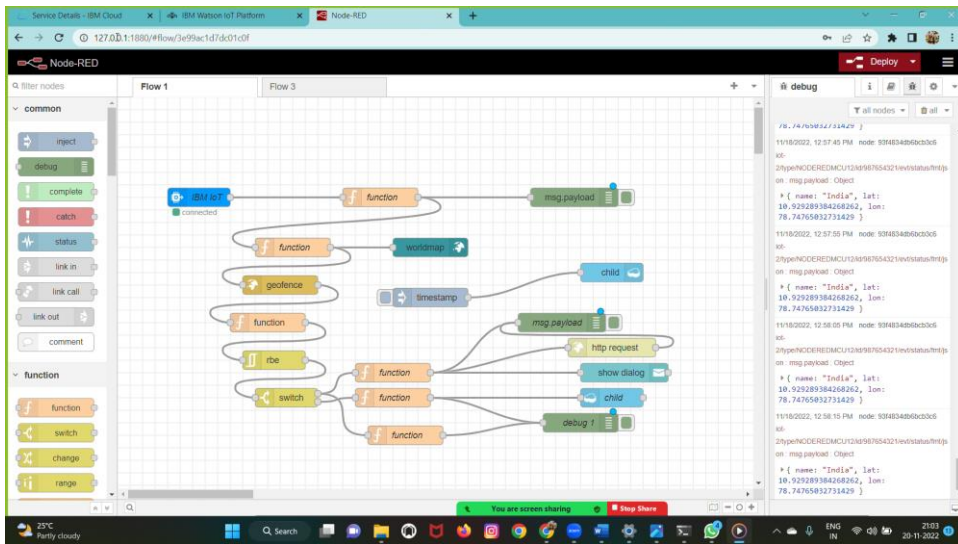 Service Details - IBM Cloud
IBM Watson IoT Platform
Node-RED
127.0.0.1:1880/#flow/3e99ac1d7dc01c0f
Node-RED
Deploy
filter nodes
Flow 1
Flow 3
debug
all nodes
all
common
inject
debug
complete
catch
status
link in
link call
link out
comment
function
function
switch
change
range
IBM IoT
connected
function
msg.payload
function
worldmap
geofence
child
timestamp
function
msg.payload
http request
rbe
function
show dialog
switch
function
child
debug 1
function
78.74765032731429 }
11/18/2022, 12:57:45 PM node: 93f4834db6bcb3c6
iot-
2/type/NODEREDMCU12/id/987654321/evt/status/fmt/js
on : msg.payload : Object
{ name: "India", lat:
10.929289384268262, lon:
78.74765032731429 }
11/18/2022, 12:57:55 PM node: 93f4834db6bcb3c6
iot-
2/type/NODEREDMCU12/id/987654321/evt/status/fmt/js
on : msg.payload : Object
{ name: "India", lat:
10.929289384268262, lon:
78.74765032731429 }
11/18/2022, 12:58:05 PM node: 93f4834db6bcb3c6
iot-
2/type/NODEREDMCU12/id/987654321/evt/status/fmt/js
on : msg.payload : Object
{ name: "India", lat:
10.929289384268262, lon:
78.74765032731429 }
11/18/2022, 12:58:15 PM node: 93f4834db6bcb3c6
iot-
2/type/NODEREDMCU12/id/987654321/evt/status/fmt/js
on : msg.payload : Object
{ name: "India", lat:
10.929289384268262, lon:
78.74765032731429 }
You are screen sharing
Stop Share
25°C
Partly cloudy
Search
ENG
IN
21:03
20-11-2022